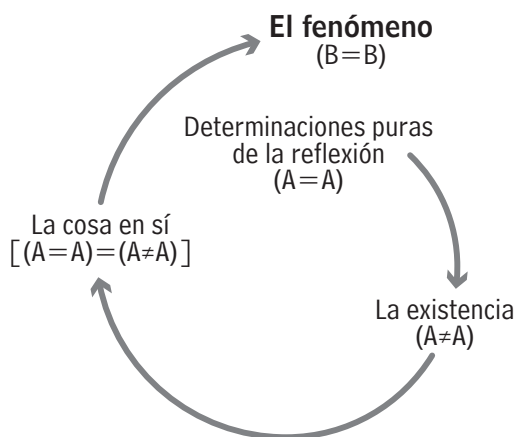 El fenómeno
(B=B)
Determinaciones puras
de la reflexión
(A=A)
La cosa en sí
[(A=A)=(A≠A)]
La existencia
(A≠A)